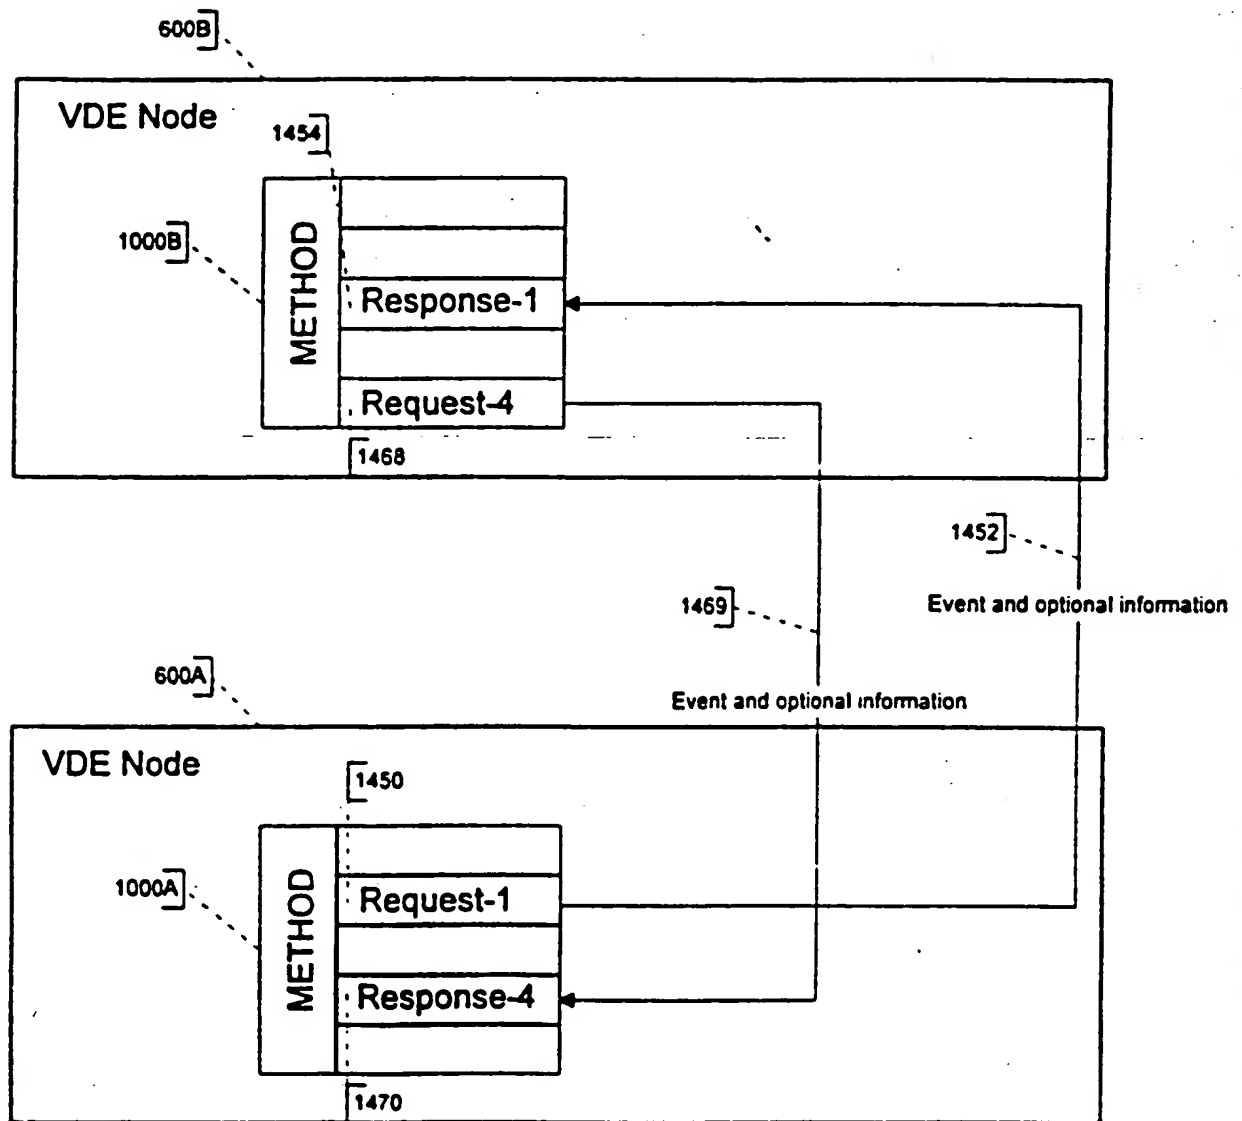 600B
VDE Node
1454
1000B
METHOD
Response-1
Request-4
1468
1452
1469
Event and optional information
600A
Event and optional information
VDE Node
1450
1000A
METHOD
Request-1
Response-4
1470